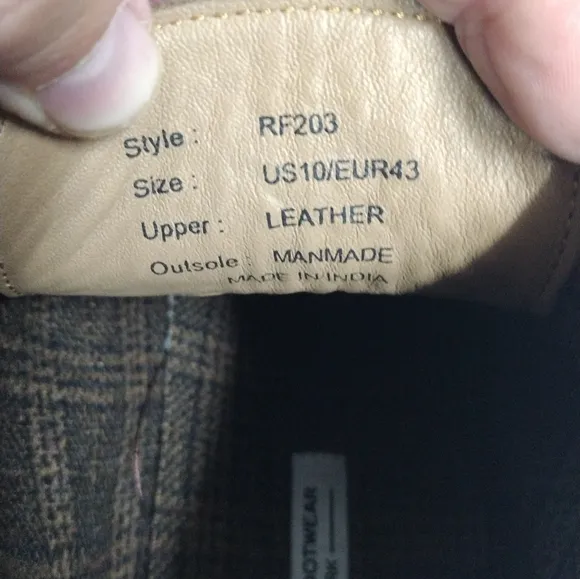 Style : RF203
Size : US10/EUR43
Upper : LEATHER
Outsole : MANMADE
MADE IN INDIA